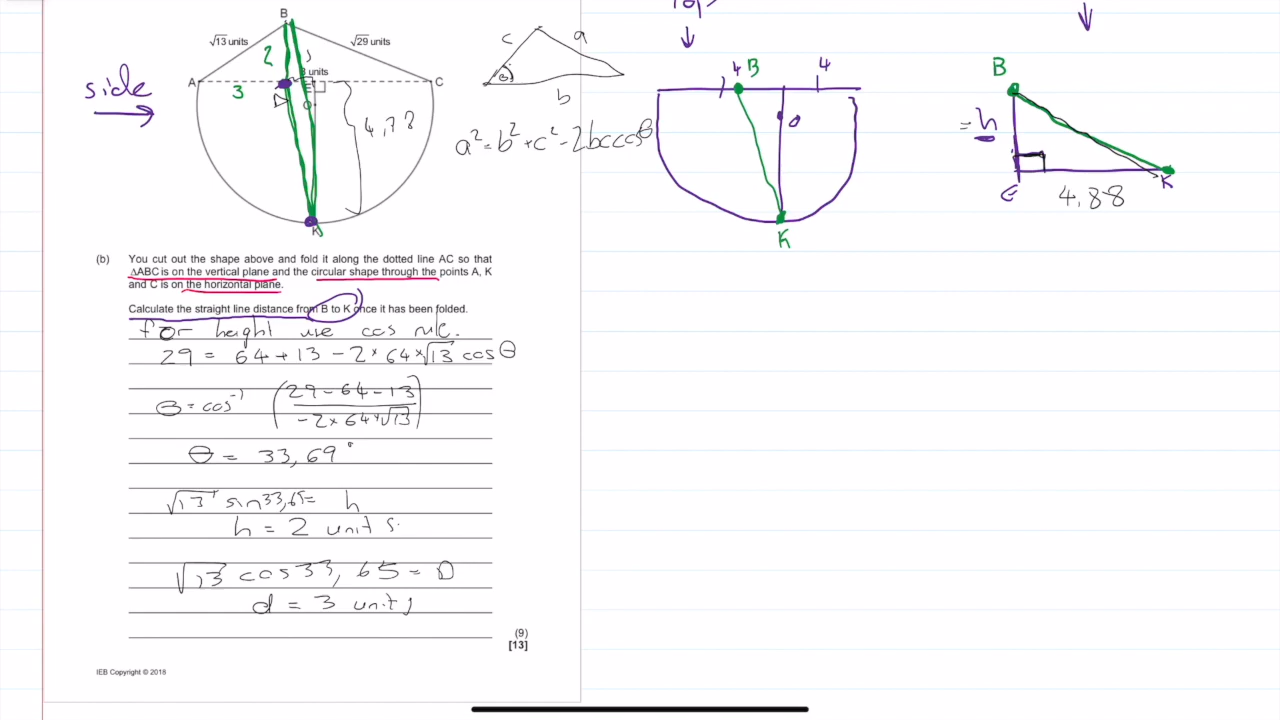 top
side
B
√13 units
√29 units
8 units
2
3
A
C
D
4,78
K
c
a
θ
b
a² = b² + c² - 2bccosθ
4
B
4
O
K
B
= h
E
4,88
K
(b) You cut out the shape above and fold it along the dotted line AC so that
ΔABC is on the vertical plane and the circular shape through the points A, K
and C is on the horizontal plane.
Calculate the straight line distance from B to K once it has been folded.
for height use cos rule.
29 = 64 + 13 - 2 × 64 × √13 cos θ
θ = cos⁻¹ (29 - 64 - 13 / -2 × 64 × √13)
θ = 33,69°
√13 sin 33,65 = h
h = 2 units
√13 cos 33,65 = D
d = 3 units
(9)
[13]
IEB Copyright © 2018